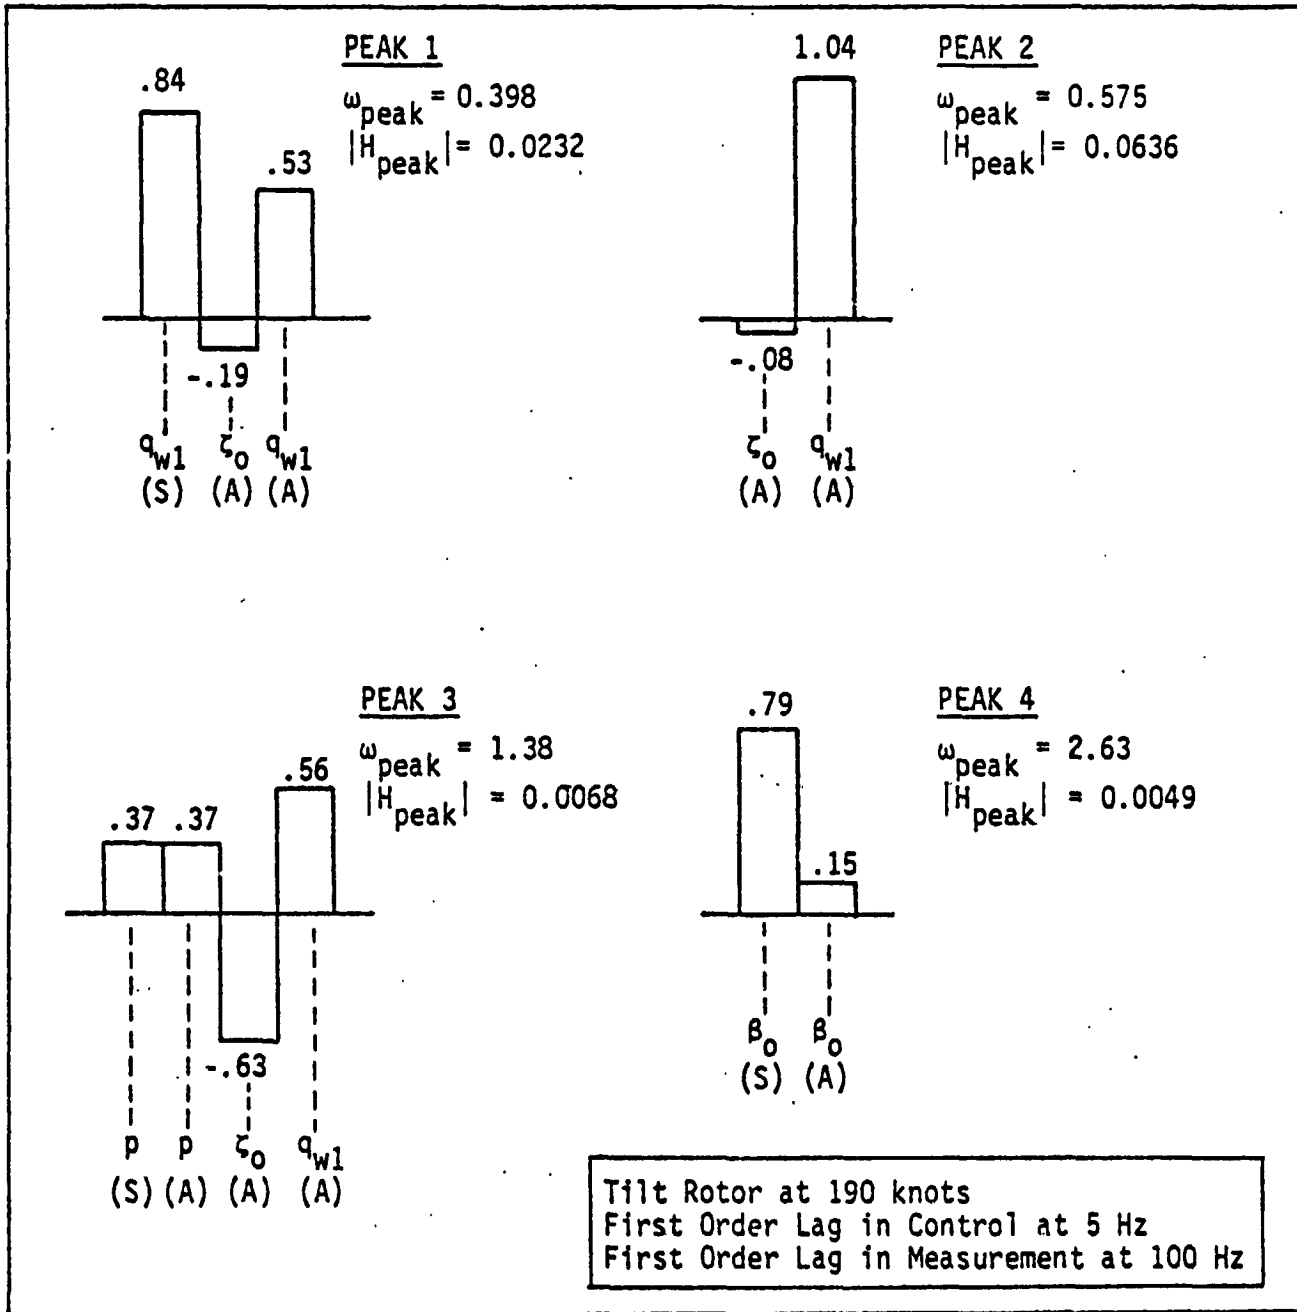 PEAK 1
ω_peak = 0.398
|H_peak| = 0.0232
.84
.53
-.19
q_w1 ζ_o q_w1
(S) (A) (A)
PEAK 2
ω_peak = 0.575
|H_peak| = 0.0636
1.04
-.08
ζ_o q_w1
(A) (A)
PEAK 3
ω_peak = 1.38
|H_peak| = 0.0068
.37 .37
.56
-.63
p p ζ_o q_w1
(S) (A) (A) (A)
PEAK 4
ω_peak = 2.63
|H_peak| = 0.0049
.79
.15
β_o β_o
(S) (A)
Tilt Rotor at 190 knots
First Order Lag in Control at 5 Hz
First Order Lag in Measurement at 100 Hz